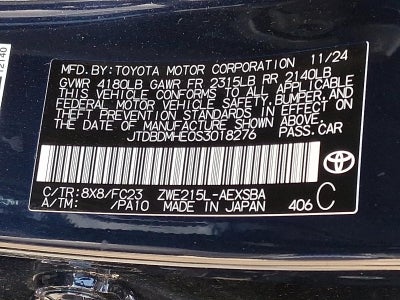 MFD. BY: TOYOTA MOTOR CORPORATION 11/24
GVWR 4180LB GAWR FR 2315LB RR 2140LB
THIS VEHICLE CONFORMS TO ALL APPLICABLE
FEDERAL MOTOR VEHICLE SAFETY, BUMPER, AND
THEFT PREVENTION STANDARDS IN EFFECT ON
THE DATE OF MANUFACTURE SHOWN ABOVE.
JTDBDMHE0S3018276 PASS.CAR
C/TR: 8X8/FC23 ZWE215L-AEXSBA C
A/TM: /PA10 MADE IN JAPAN 406
TOYOTA
12140